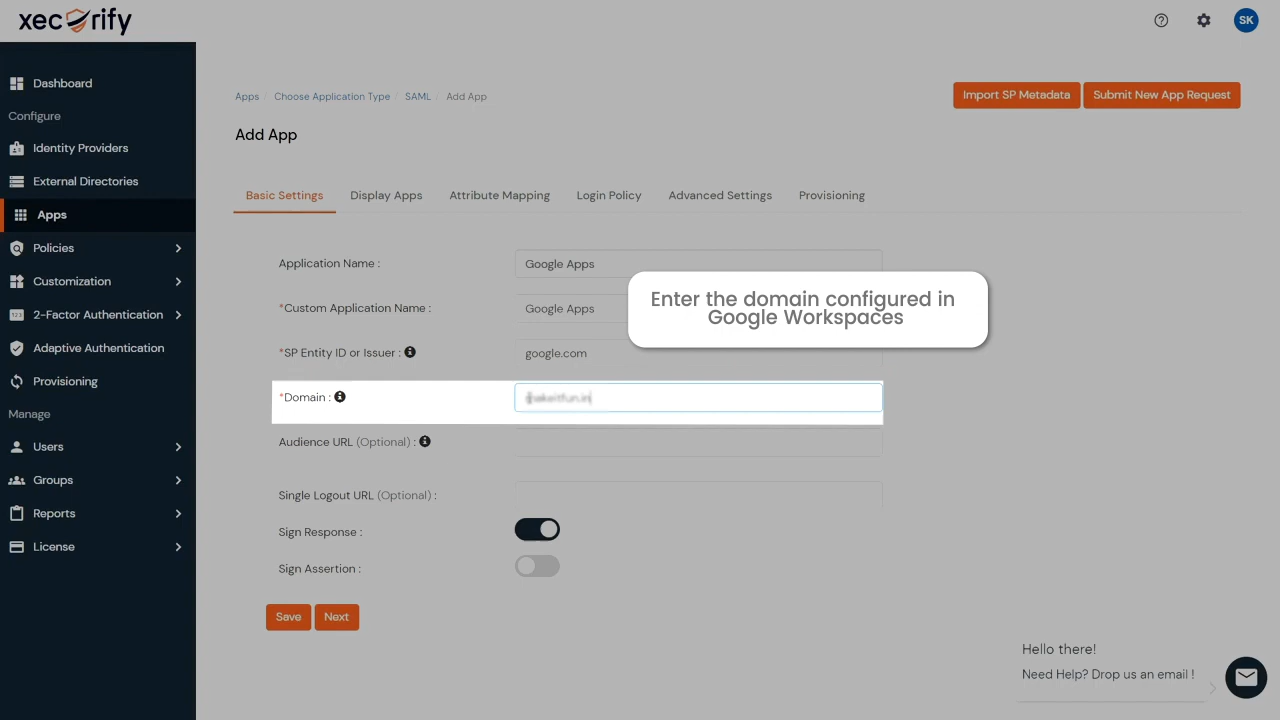 xecurify
SK
Dashboard
Configure
Identity Providers
External Directories
Apps
Policies
Customization
2-Factor Authentication
Adaptive Authentication
Provisioning
Manage
Users
Groups
Reports
License
Apps / Choose Application Type / SAML / Add App
Import SP Metadata
Submit New App Request
Add App
Basic Settings
Display Apps
Attribute Mapping
Login Policy
Advanced Settings
Provisioning
Application Name :
Google Apps
*Custom Application Name :
Google Apps
*SP Entity ID or Issuer :
google.com
Enter the domain configured in
Google Workspaces
*Domain :
Audience URL (Optional) :
Single Logout URL (Optional) :
Sign Response :
Sign Assertion :
Save
Next
Hello there!
Need Help? Drop us an email !